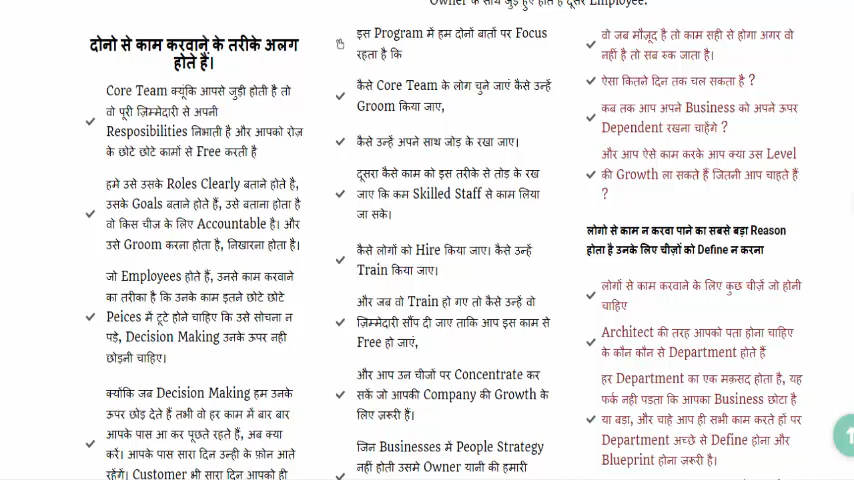 Owner के साथ जुड़े हुए होते है दूसरे Employee.
दोनो से काम करवाने के तरीके अलग
होते हैं।
Core Team क्यूंकि आपसे जुड़ी होती है तो
वो पूरी ज़िम्मेदारी से अपनी
Resposibilities निभाती है और आपको रोज़
के छोटे छोटे कामों से Free करती है
हमे उसे उसके Roles Clearly बताने होते है,
उसके Goals बताने होते है, उसे बताना होता है
वो किस चीज़ के लिए Accountable है। और
उसे Groom करना होता है, निखारना होता है।
जो Employees होते हैं, उनसे काम करवाने
का तरीका है कि उनके काम इतने छोटे छोटे
Peices में टूटे होने चाहिए कि उसे सोचना न
पड़े, Decision Making उनके ऊपर नही
छोड़नी चाहिए।
क्योंकि जब Decision Making हम उनके
ऊपर छोड़ देते हैं तभी वो हर काम में बार बार
आपके पास आ कर पूछते रहते हैं, अब क्या
करें। आपके पास सारा दिन उन्ही के फ़ोन आते
रहेंगे। Customer भी सारा दिन आपको ही
इस Program में हम दोनों बातों पर Focus
रहता है कि
कैसे Core Team के लोग चुने जाएं कैसे उन्हें
Groom किया जाए,
कैसे उन्हें अपने साथ जोड़ के रखा जाए।
दूसरा कैसे काम को इस तरीके से तोड़ के रख
जाए कि कम Skilled Staff से काम लिया
जा सके।
कैसे लोगों को Hire किया जाए। कैसे उन्हें
Train किया जाए।
और जब वो Train हो गए तो कैसे उन्हें वो
ज़िम्मेदारी सौंप दी जाए ताकि आप इस काम से
Free हो जाएं,
और आप उन चीजों पर Concentrate कर
सकें जो आपकी Company की Growth के
लिए ज़रूरी हैं।
जिन Businesses में People Strategy
नहीं होती उसमे Owner यानी की हमारी
वो जब मौजूद है तो काम सही से होगा अगर वो
नहीं है तो सब रुक जाता है।
ऐसा कितने दिन तक चल सकता है ?
कब तक आप अपने Business को अपने ऊपर
Dependent रखना चाहेंगे ?
और आप ऐसे काम करके आप क्या उस Level
की Growth ला सकते हैं जितनी आप चाहते हैं
?
लोगो से काम न करवा पाने का सबसे बड़ा Reason
होता है उनके लिए चीज़ों को Define न करना
लोगों से काम करवाने के लिए कुछ चीज़ें जो होनी
चाहिए
Architect की तरह आपको पता होना चाहिए
के कौन कौन से Department होते हैं
हर Department का एक मक़सद होता है, यह
फर्क नही पड़ता कि आपका Business छोटा है
या बडा, और चाहे आप ही सभी काम करते हों पर
Department अच्छे से Define होना और
Blueprint होना ज़रूरी है।